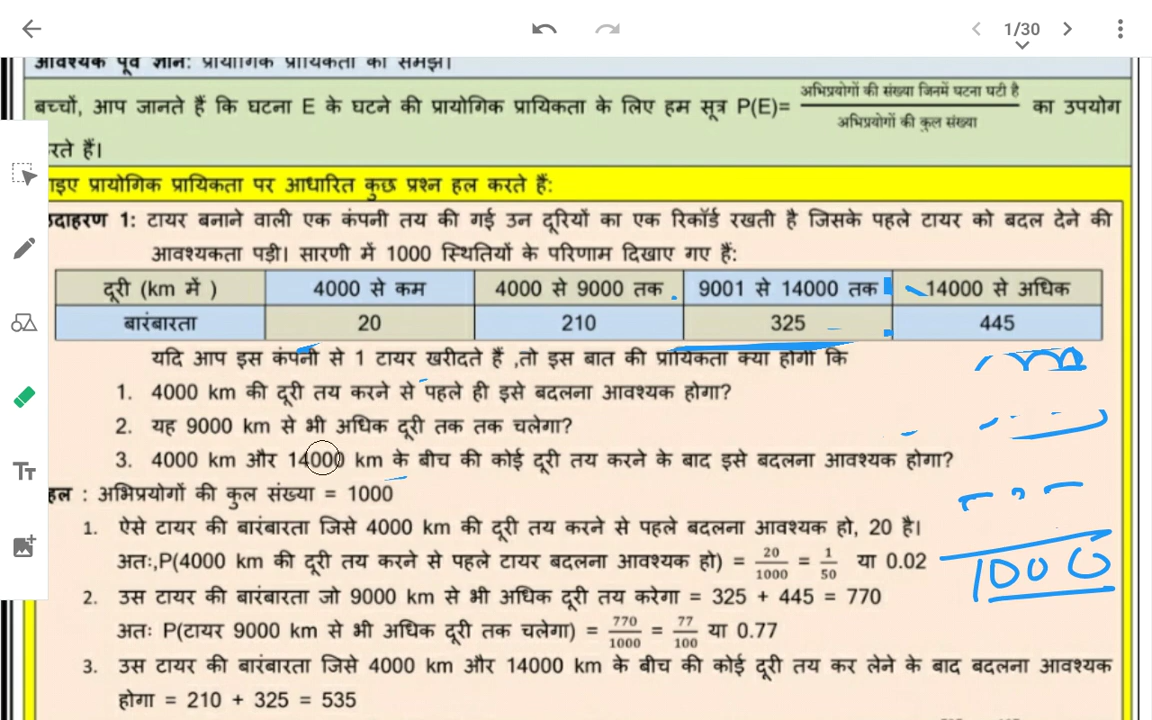 1/30
आवश्यक पूर्व ज्ञान: प्रायोगिक प्रायिकता की समझ।
बच्चों, आप जानते हैं कि घटना E के घटने की प्रायोगिक प्रायिकता के लिए हम सूत्र P(E)= अभिप्रयोगों की संख्या जिनमें घटना घटी है / अभिप्रयोगों की कुल संख्या का उपयोग
रते हैं।
इए प्रायोगिक प्रायिकता पर आधारित कुछ प्रश्न हल करते हैं:
दाहरण 1: टायर बनाने वाली एक कंपनी तय की गई उन दूरियों का एक रिकॉर्ड रखती है जिसके पहले टायर को बदल देने की
आवश्यकता पड़ी। सारणी में 1000 स्थितियों के परिणाम दिखाए गए हैं:
दूरी (km में ) 4000 से कम 4000 से 9000 तक 9001 से 14000 तक 14000 से अधिक
बारंबारता 20 210 325 445
यदि आप इस कंपनी से 1 टायर खरीदते हैं ,तो इस बात की प्रायिकता क्या होगी कि
1. 4000 km की दूरी तय करने से पहले ही इसे बदलना आवश्यक होगा?
2. यह 9000 km से भी अधिक दूरी तक तक चलेगा?
3. 4000 km और 14000 km के बीच की कोई दूरी तय करने के बाद इसे बदलना आवश्यक होगा?
हल : अभिप्रयोगों की कुल संख्या = 1000
1. ऐसे टायर की बारंबारता जिसे 4000 km की दूरी तय करने से पहले बदलना आवश्यक हो, 20 है।
अतः,P(4000 km की दूरी तय करने से पहले टायर बदलना आवश्यक हो) = 20/1000 = 1/50 या 0.02
1000
2. उस टायर की बारंबारता जो 9000 km से भी अधिक दूरी तय करेगा = 325 + 445 = 770
अतः P(टायर 9000 km से भी अधिक दूरी तक चलेगा) = 770/1000 = 77/100 या 0.77
3. उस टायर की बारंबारता जिसे 4000 km और 14000 km के बीच की कोई दूरी तय कर लेने के बाद बदलना आवश्यक
होगा = 210 + 325 = 535